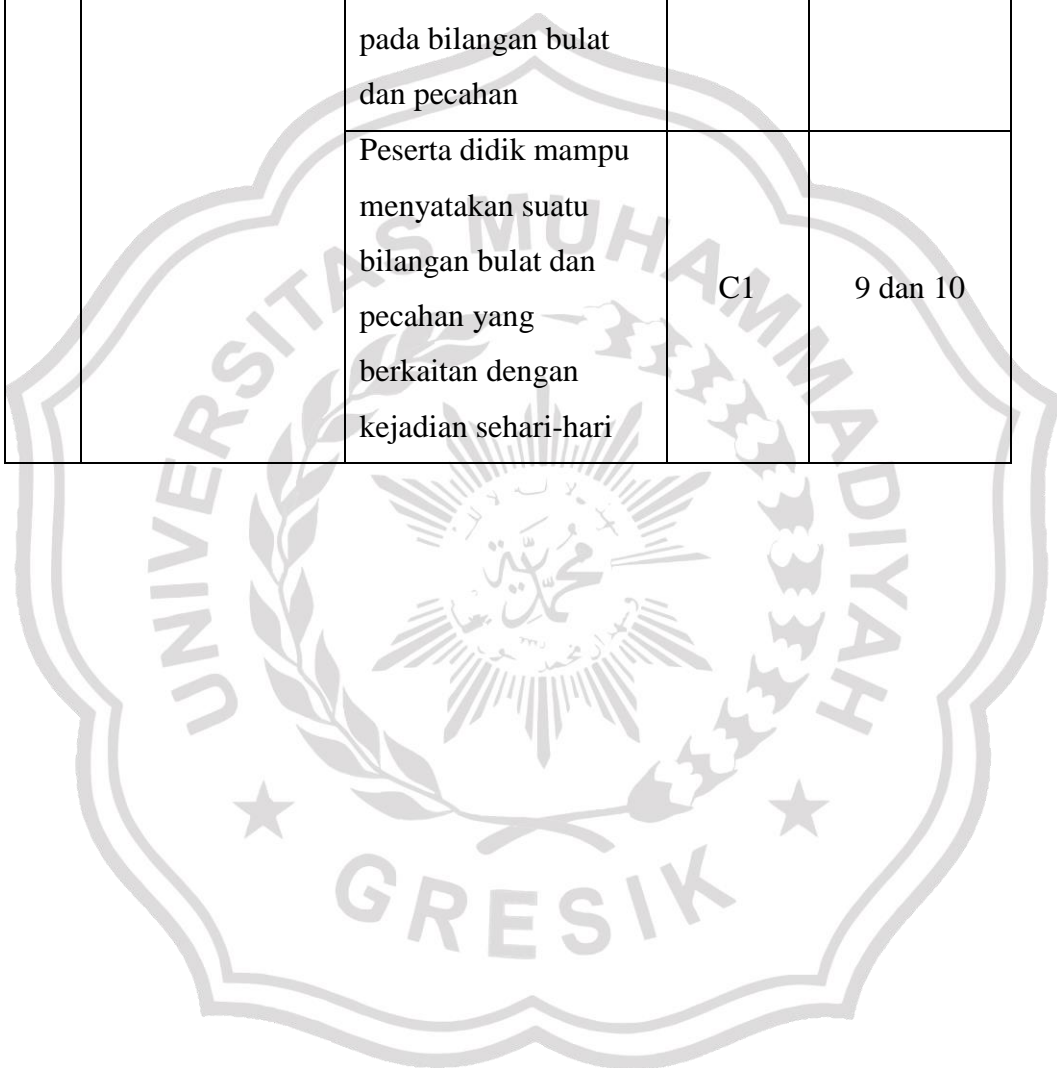 pada bilangan bulat
dan pecahan
Peserta didik mampu
menyatakan suatu
bilangan bulat dan
pecahan yang
berkaitan dengan
kejadian sehari-hari
C1
9 dan 10
UNIVERSITAS MUHAMMADIYAH
محمد
GRESIK